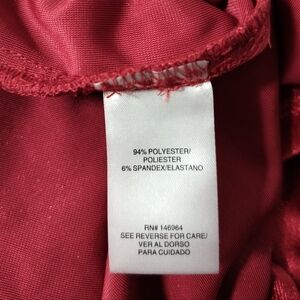 94% POLYESTER/
POLIESTER
6% SPANDEX/ELASTANO
RN# 146964
SEE REVERSE FOR CARE/
VER AL DORSO
PARA CUIDADO